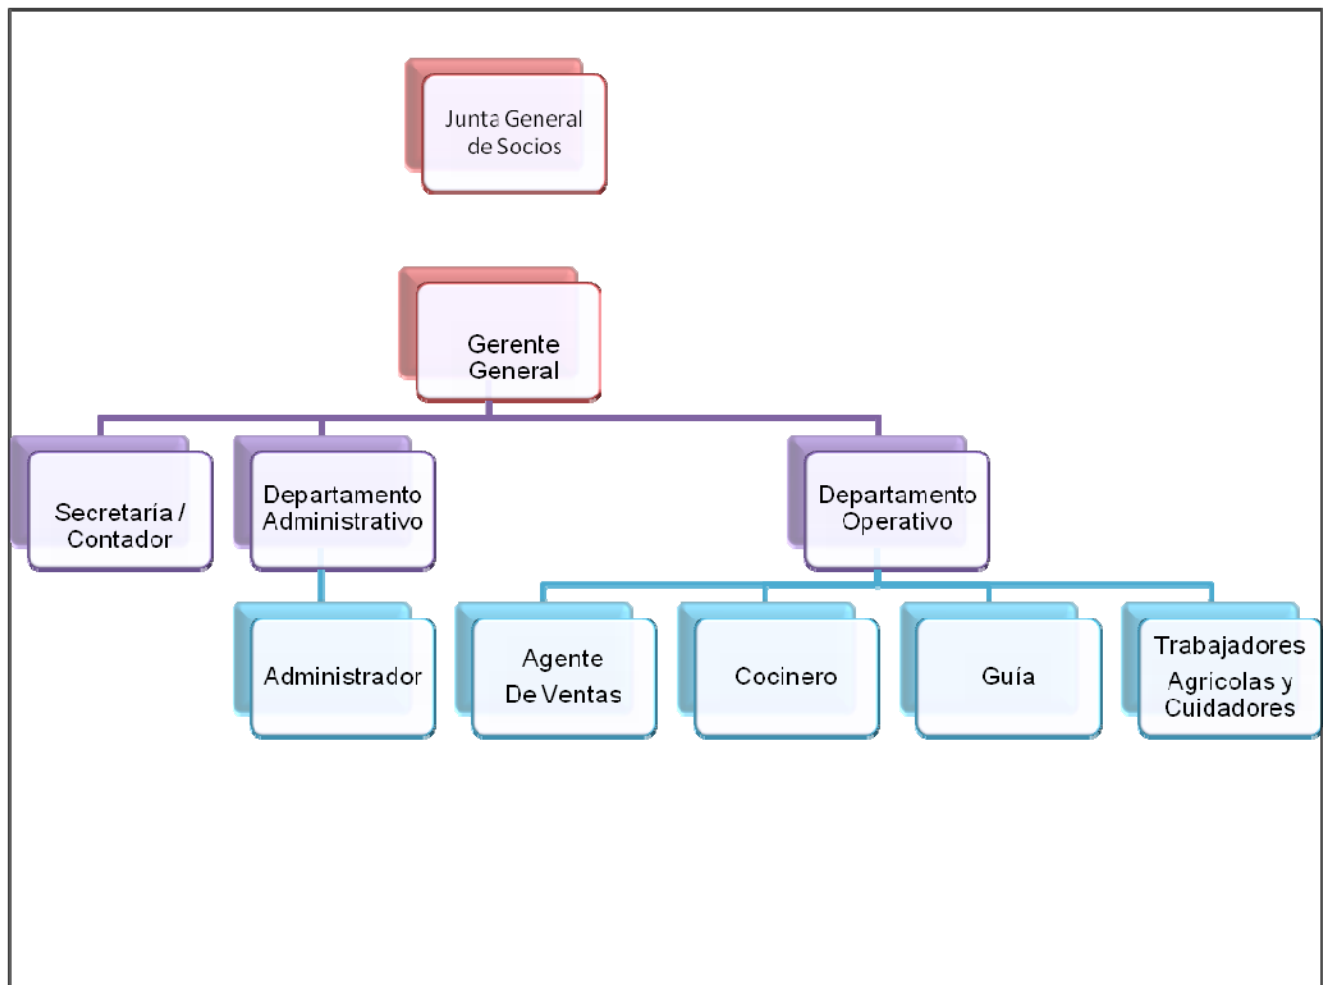 Junta General
de Socios
Gerente
General
Secretaría /
Contador
Departamento
Administrativo
Departamento
Operativo
Administrador
Agente
De Ventas
Cocinero
Guía
Trabajadores
Agrícolas y
Cuidadores